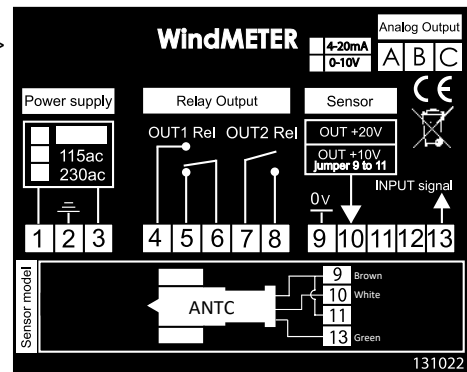 WindMETER
4-20mA
0-10V
Analog Output
A B C
CE
Power supply
115ac
230ac
Relay Output
OUT1 Rel OUT2 Rel
Sensor
OUT +20V
OUT +10V
jumper 9 to 11
0v
INPUT signal
1 2 3 4 5 6 7 8 9 10 11 12 13
Sensor model
ANTC
9 Brown
10 White
11
13 Green
131022